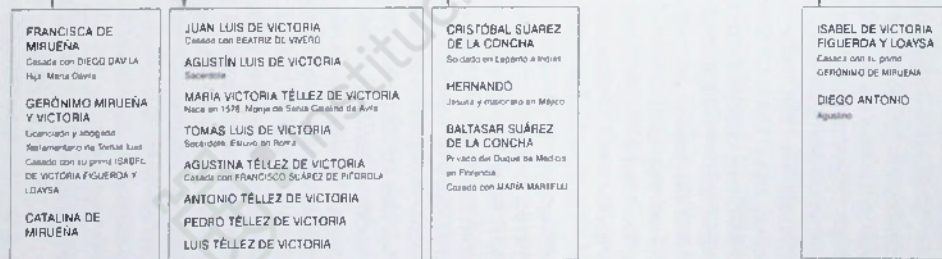 FRANCISCA DE
MIRUEÑA
Casada con DIEGO DAVILA
Hija: María Dávila
GERÓNIMO MIRUEÑA
Y VICTORIA
Licenciado y abogado
Testamentario de Tomás Luis
Casado con su prima ISABEL
DE VICTORIA FIGUEROA Y
LOAYSA
CATALINA DE
MIRUEÑA
JUAN LUIS DE VICTORIA
Casado con BEATRIZ DE VIVERO
AGUSTÍN LUIS DE VICTORIA
Sacerdote
MARÍA VICTORIA TÉLLEZ DE VICTORIA
Nace en Monja de Santa Catalina de Ávila
TOMAS LUIS DE VICTORIA
Sacerdote. Estuvo en Roma
AGUSTINA TÉLLEZ DE VICTORIA
Casada con FRANCISCO SUÁREZ DE
ANTONIO TÉLLEZ DE VICTORIA
PEDRO TÉLLEZ DE VICTORIA
LUIS TÉLLEZ DE VICTORIA
CRISTÓBAL SUÁREZ
DE LA CONCHA
Soldado en Lepanto e Indias
HERNANDO
Jesuita y misionero en Méjico
BALTASAR SUÁREZ
DE LA CONCHA
Privado del Duque de Medicis
en Florencia
Casado con MARÍA MARTELLI
ISABEL DE VICTORIA
FIGUEROA Y LOAYSA
Casada con su primo
GERÓNIMO DE MIRUEÑA
DIEGO ANTONIO
Agustino